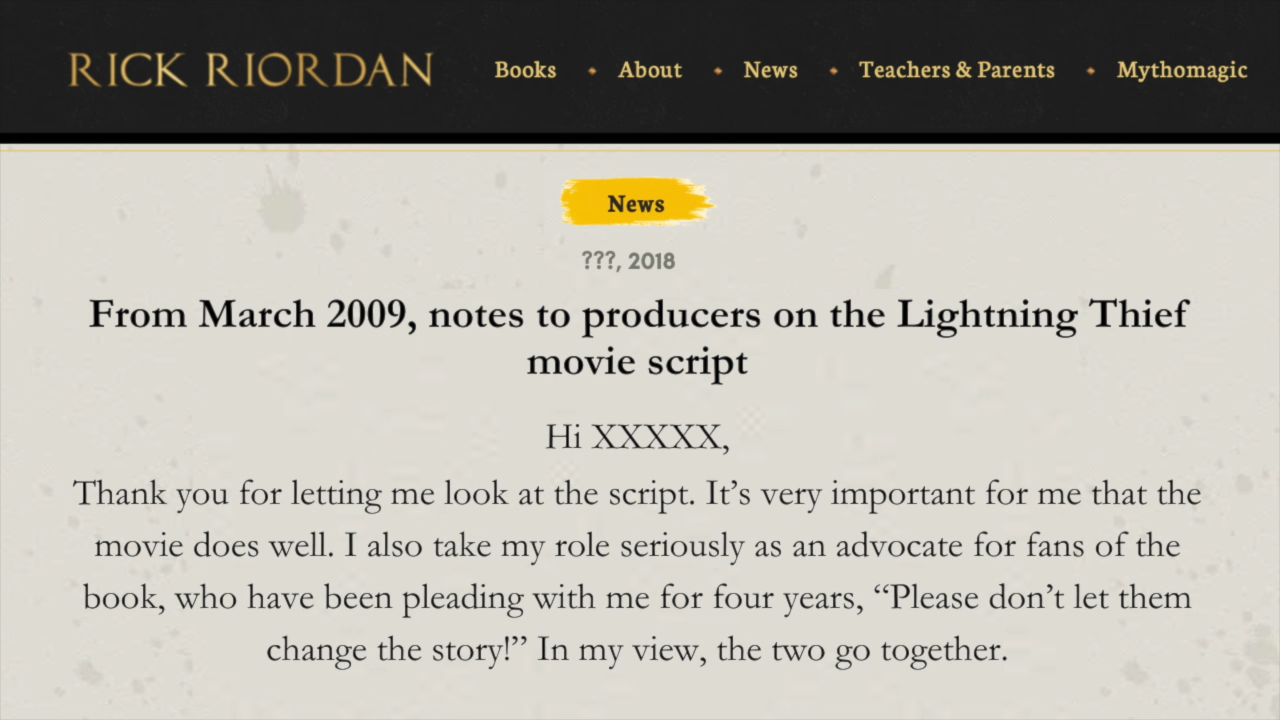 RICK RIORDAN Books About News Teachers & Parents Mythomagic
News
???, 2018
From March 2009, notes to producers on the Lightning Thief
movie script
Hi XXXXX,
Thank you for letting me look at the script. It’s very important for me that the
movie does well. I also take my role seriously as an advocate for fans of the
book, who have been pleading with me for four years, “Please don’t let them
change the story!” In my view, the two go together.